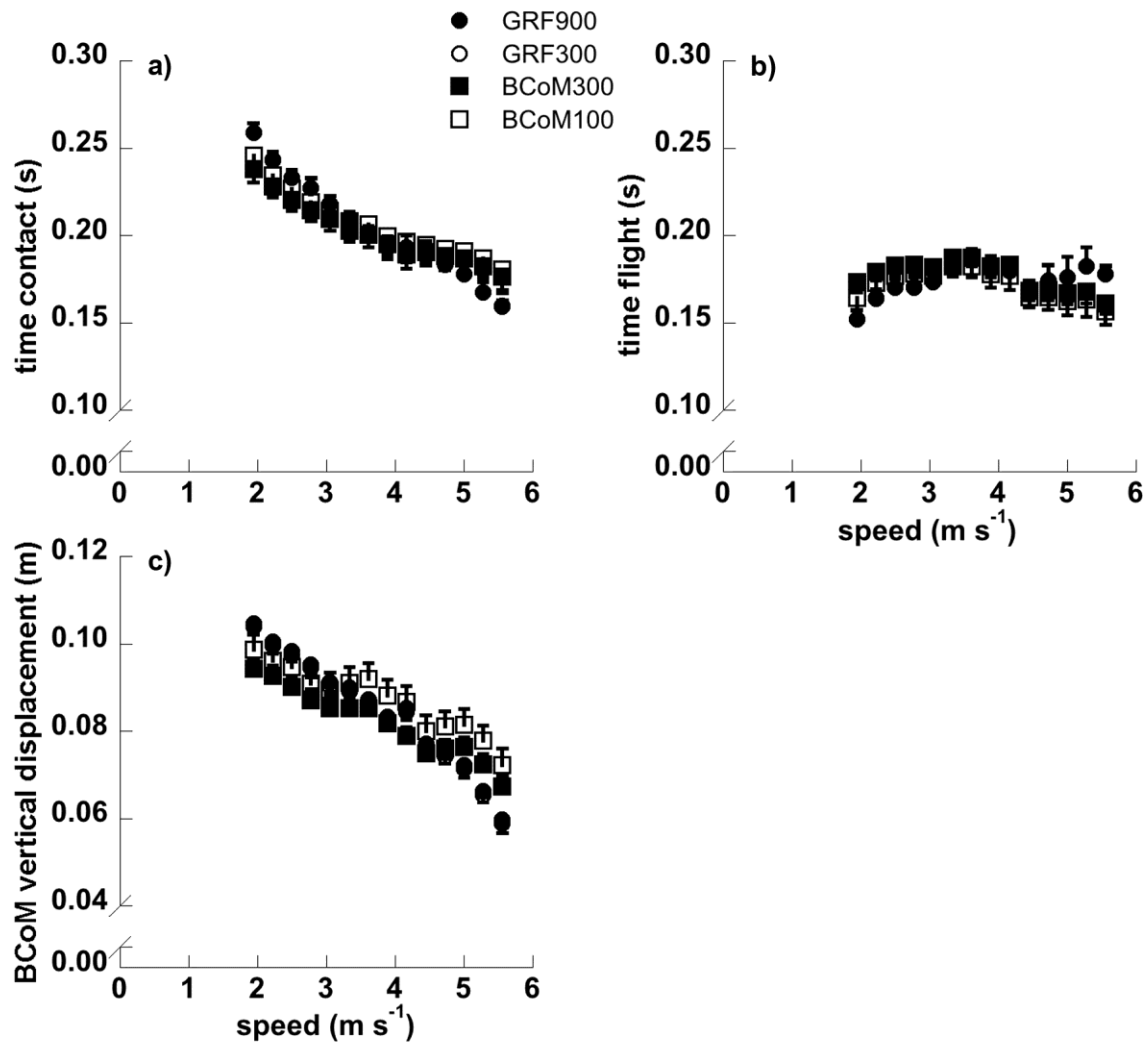 GRF900
GRF300
BCoM300
BCoM100
a)
time contact (s)
0.30
0.25
0.20
0.15
0.10
0.00
0 1 2 3 4 5 6
b)
time flight (s)
0.30
0.25
0.20
0.15
0.10
0.00
0 1 2 3 4 5 6
speed (m s⁻¹)
c)
BCoM vertical displacement (m)
0.12
0.10
0.08
0.06
0.04
0.00
0 1 2 3 4 5 6
speed (m s⁻¹)